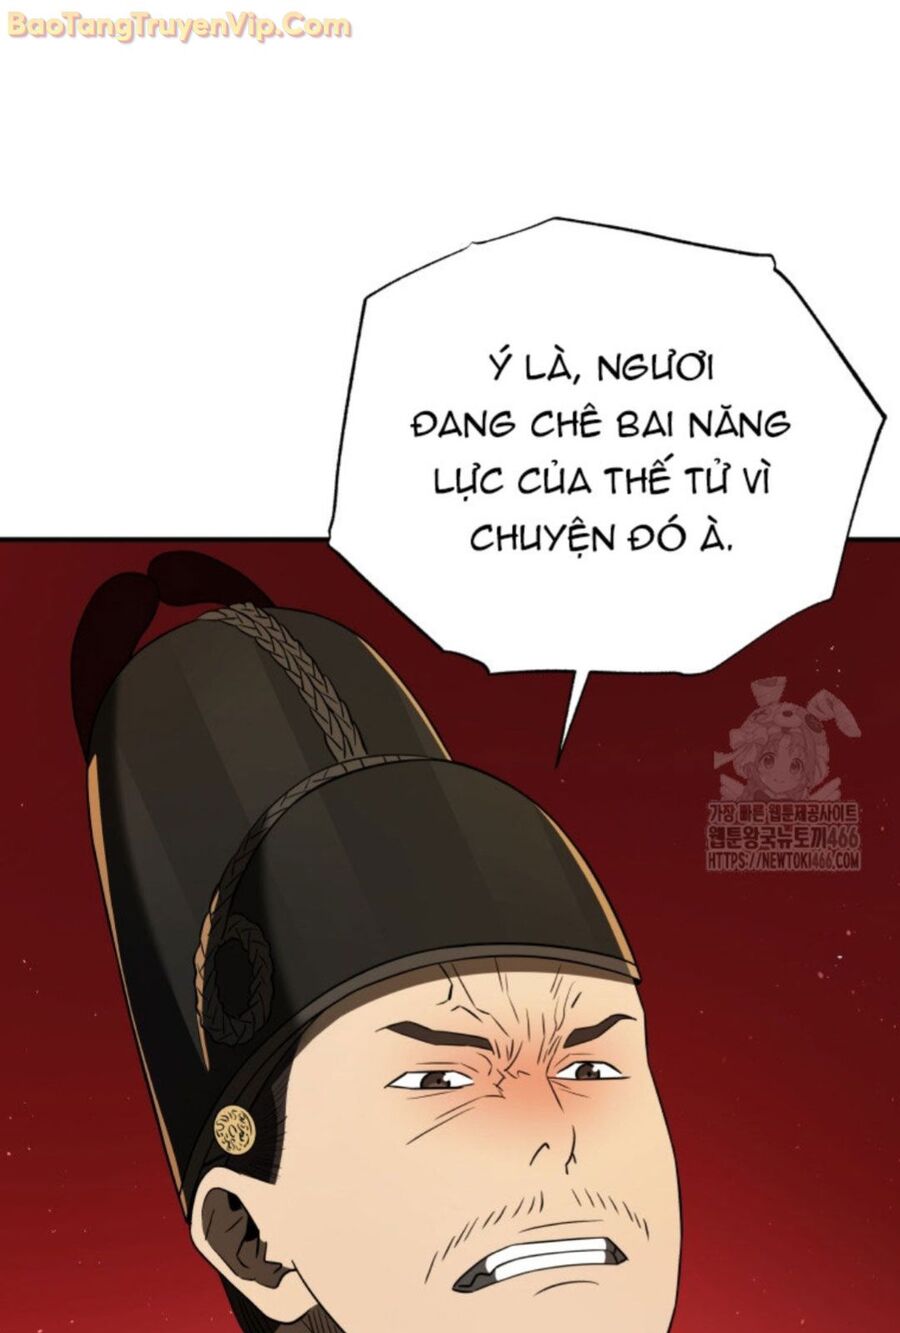 BaoTangTruyenVip.Com
Ý LÀ, NGƯƠI
ĐANG CHÊ BAI NĂNG
LỰC CỦA THẾ TỬ VÌ
CHUYỆN ĐÓ À.
가장 빠른 웹툰제공사이트
웹툰왕국뉴토끼466
HTTPS://NEWTOKI466.COM